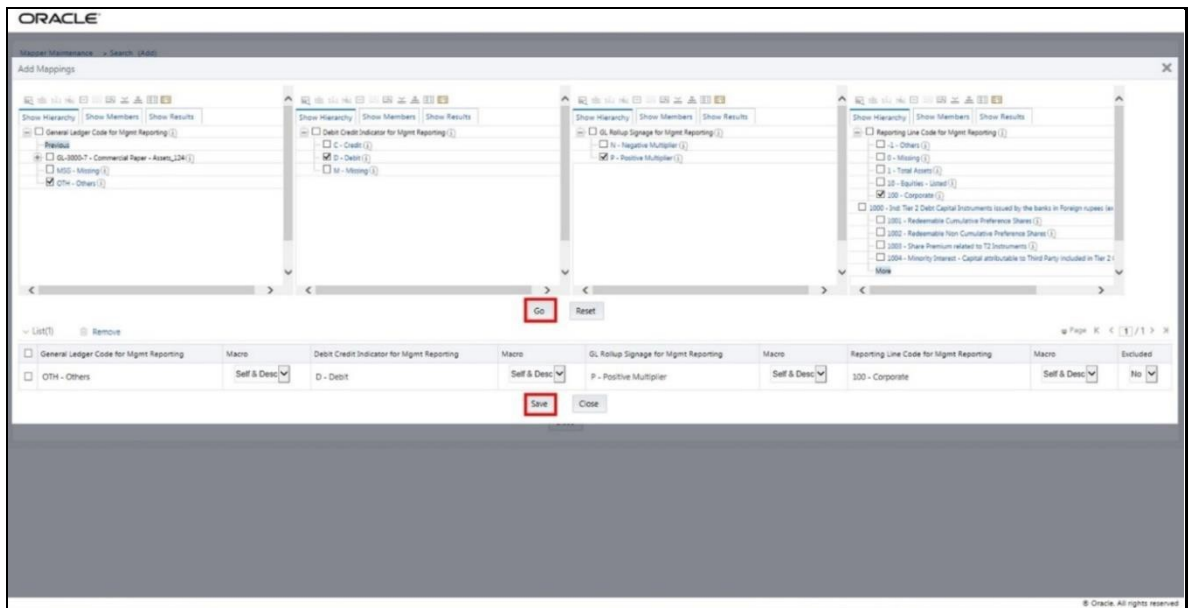 ORACLE
Mapper Maintenance » Search (Add)
Add Mappings
Show Hierarchy Show Members Show Results
General Ledger Code for Mgmt Reporting
Previous
GL-3000-7 - Commercial Paper - Assets_124
MSG - Missing
OTH - Others
Show Hierarchy Show Members Show Results
Debit Credit Indicator for Mgmt Reporting
C - Credit
D - Debit
M - Missing
Show Hierarchy Show Members Show Results
GL Rollup Signage for Mgmt Reporting
N - Negative Multiplier
P - Positive Multiplier
Show Hierarchy Show Members Show Results
Reporting Line Code for Mgmt Reporting
-1 - Others
0 - Missing
1 - Total Assets
10 - Equities - Listed
100 - Corporate
1000 - Ind: Tier 2 Debt Capital Instruments issued by the banks in Foreign rupees (ex
1001 - Redeemable Cumulative Preference Shares
1002 - Redeemable Non Cumulative Preference Shares
1003 - Share Premium related to T2 Instruments
1004 - Minority Interest - Capital attributable to Third Party included in Tier 2
More
Go Reset
List(1) Remove Page 1 / 1
General Ledger Code for Mgmt Reporting Macro Debit Credit Indicator for Mgmt Reporting Macro GL Rollup Signage for Mgmt Reporting Macro Reporting Line Code for Mgmt Reporting Macro Excluded
OTH - Others Self & Desc D - Debit Self & Desc P - Positive Multiplier Self & Desc 100 - Corporate Self & Desc No
Save Close
© Oracle. All rights reserved